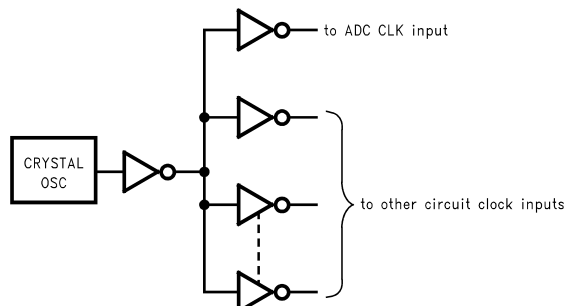 to ADC CLK input
CRYSTAL
OSC
to other circuit clock inputs